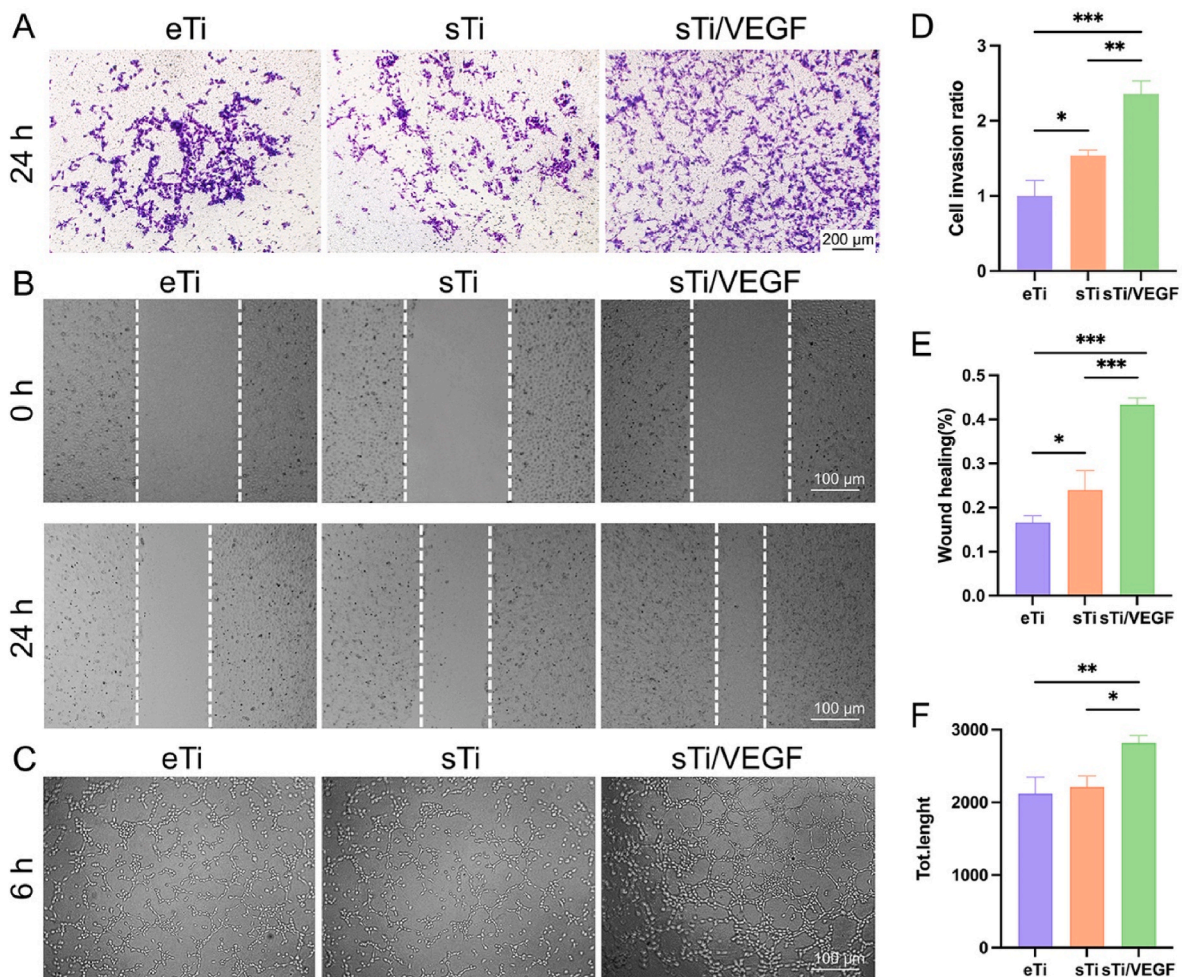 A
eTi
sTi
sTi/VEGF
24 h
200 μm
B
eTi
sTi
sTi/VEGF
0 h
100 μm
24 h
100 μm
C
eTi
sTi
sTi/VEGF
6 h
100 μm
D
***
**
*
Cell invasion ratio
3
2
1
0
eTi sTi sTi/VEGF
E
***
***
*
Wound healing(%)
0.5
0.4
0.3
0.2
0.1
0.0
eTi sTi sTi/VEGF
F
**
*
Tot.lenght
3000
2000
1000
0
eTi sTi sTi/VEGF